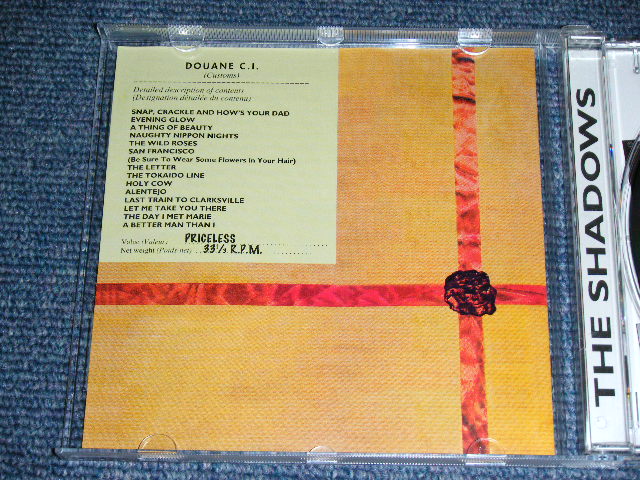 DOUANE C.I.
(Customs)
Detailed description of contents
(Désignation détaillée du contenu)
SNAP, CRACKLE AND HOW'S YOUR DAD
EVENING GLOW
A THING OF BEAUTY
NAUGHTY NIPPON NIGHTS
THE WILD ROSES
SAN FRANCISCO
(Be Sure To Wear Some Flowers In Your Hair)
THE LETTER
THE TOKAIDO LINE
HOLY COW
ALENTEJO
LAST TRAIN TO CLARKSVILLE
LET ME TAKE YOU THERE
THE DAY I MET MARIE
A BETTER MAN THAN I
Value (Valeur) PRICELESS
Net weight (Poids net) 33⅓ R.P.M.
THE SHADOWS